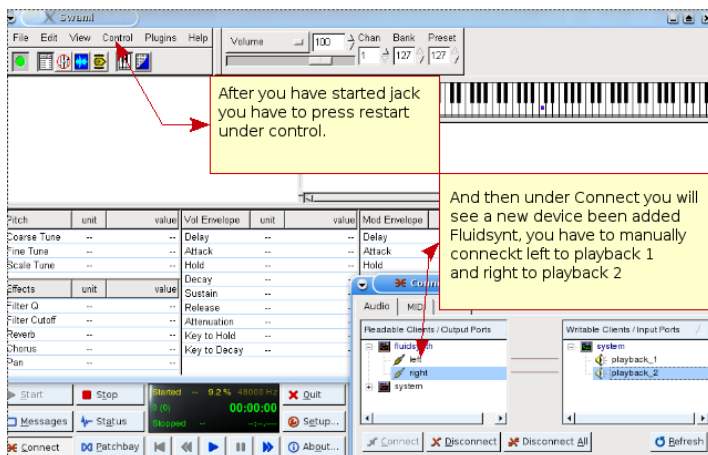 Swami
File Edit View Control Plugins Help
Volume 100 Chan Bank Preset
1 127 127
After you have started jack
you have to press restart
under control.
And then under Connect you will
see a new device been added
Fluidsynt, you have to manually
conneckt left to playback 1
and right to playback 2
Pitch unit value Vol Envelope unit value Mod Envelope
Coarse Tune -- -- Delay -- -- Delay
Fine Tune -- -- Attack -- -- Attack
Scale Tune -- -- Hold -- -- Hold
Decay -- --
Effects unit value Sustain -- --
Filter Q -- -- Release -- --
Filter Cutoff -- -- Attenuation -- --
Reverb -- -- Key to Hold -- --
Chorus -- -- Key to Decay -- --
Pan -- --
Audio MIDI
Readable Clients / Output Ports Writable Clients / Input Ports
fluidsynth system
left playback_1
right playback_2
system
Connect Disconnect Disconnect All Refresh
Start Stop Started -- 9.2 % 48000 Hz Quit
0 (0) 00:00:00
Messages Status Stopped -- --:--:-- Setup...
Connect Patchbay About...